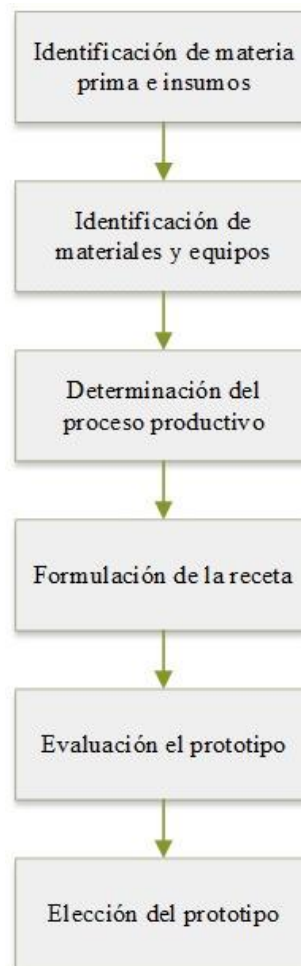 Identificación de materia
prima e insumos
Identificación de
materiales y equipos
Determinación del
proceso productivo
Formulación de la receta
Evaluación el prototipo
Elección del prototipo